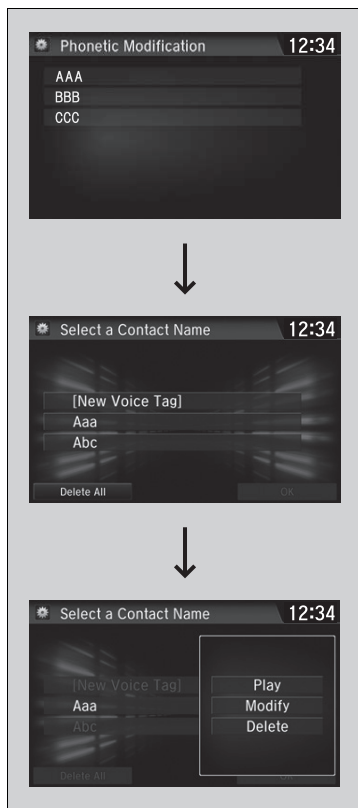 Phonetic Modification 12:34
AAA
BBB
CCC
Select a Contact Name 12:34
[New Voice Tag]
Aaa
Abc
Delete All OK
Select a Contact Name 12:34
[New Voice Tag] Play
Aaa Modify
Abc Delete
Delete All OK